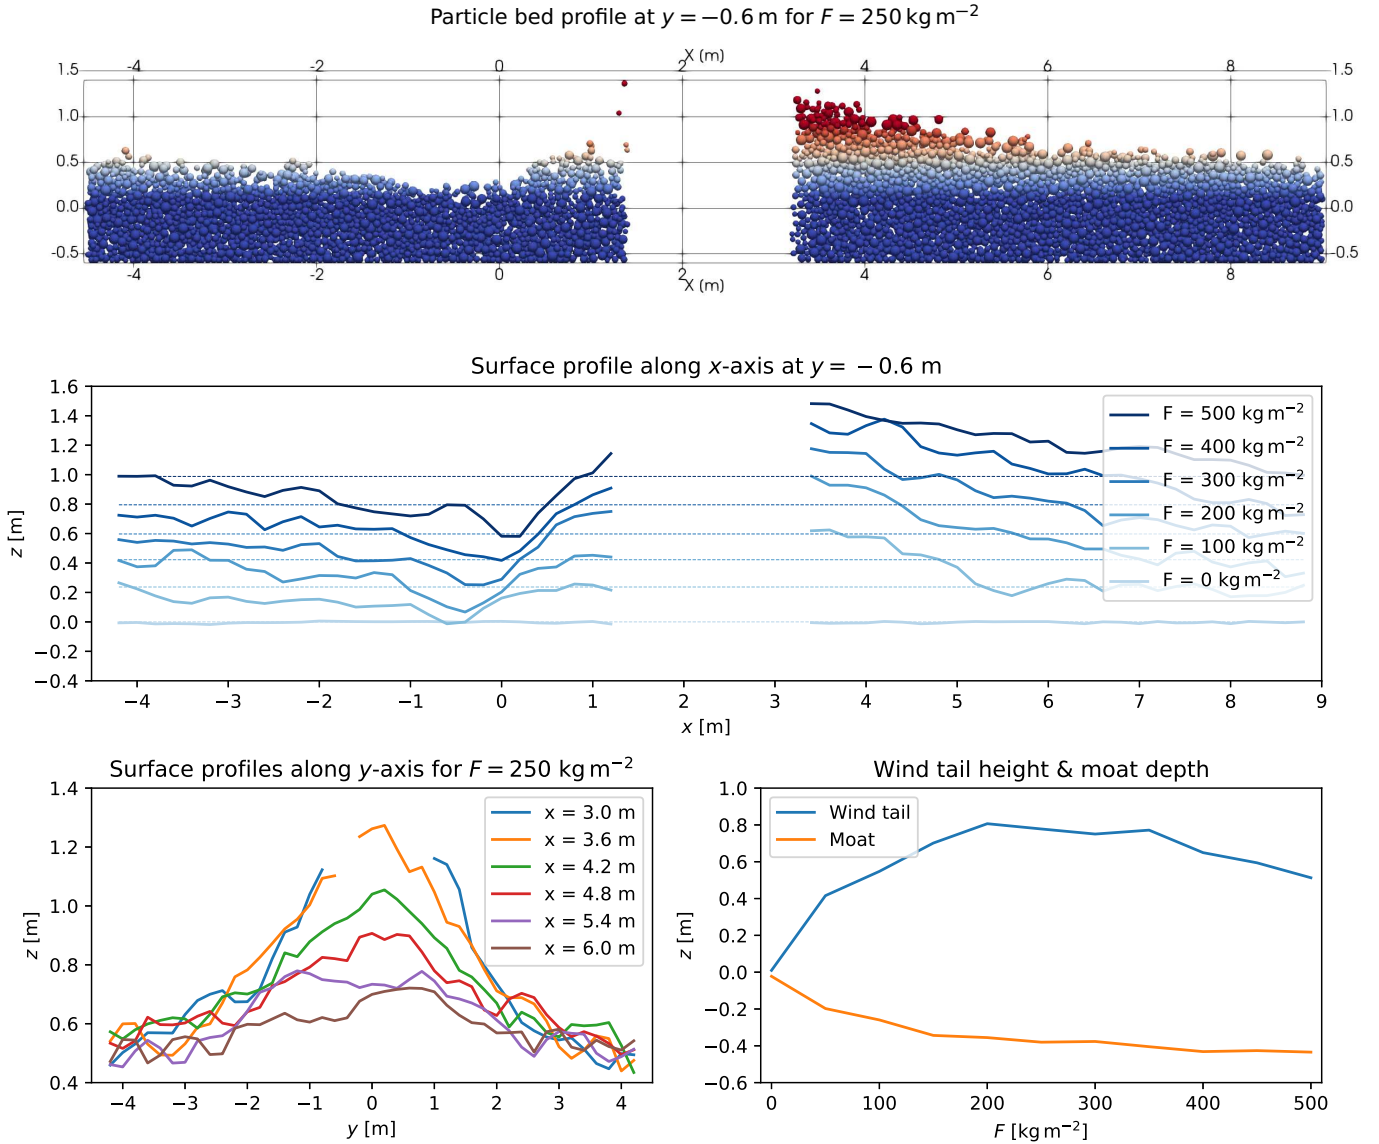 Particle bed profile at y = −0.6 m for F = 250 kg m⁻²
X (m)
-4 -2 0 2 4 6 8
1.5 1.5
1.0 1.0
0.5 0.5
0.0 0.0
-0.5 -0.5
-4 -2 0 2 4 6 8
X (m)
Surface profile along x-axis at y = − 0.6 m
1.6
1.4
1.2
1.0
0.8
0.6
0.4
0.2
0.0
−0.2
−0.4
z [m]
F = 500 kg m⁻²
F = 400 kg m⁻²
F = 300 kg m⁻²
F = 200 kg m⁻²
F = 100 kg m⁻²
F = 0 kg m⁻²
−4 −3 −2 −1 0 1 2 3 4 5 6 7 8 9
x [m]
Surface profiles along y-axis for F = 250 kg m⁻²
1.4
1.2
1.0
0.8
0.6
0.4
z [m]
x = 3.0 m
x = 3.6 m
x = 4.2 m
x = 4.8 m
x = 5.4 m
x = 6.0 m
−4 −3 −2 −1 0 1 2 3 4
y [m]
Wind tail height & moat depth
1.0
0.8
0.6
0.4
0.2
0.0
−0.2
−0.4
−0.6
z [m]
Wind tail
Moat
0 100 200 300 400 500
F [kg m⁻²]